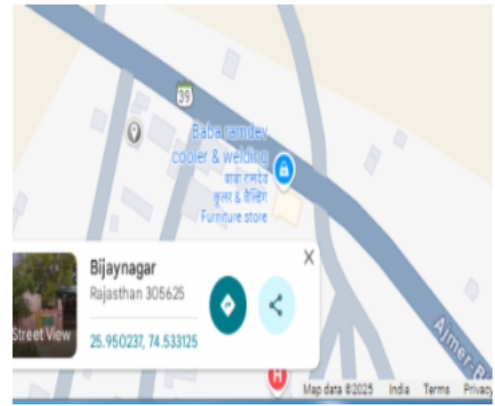 39
Baba ramdev
cooler & welding
बाबा रामदेव
कूलर & वैल्डिंग
Furniture store
Bijaynagar
Rajasthan 305625
Street View
25.950237, 74.533125
H
Ajmer-B
Map data ©2025 India Terms Privacy